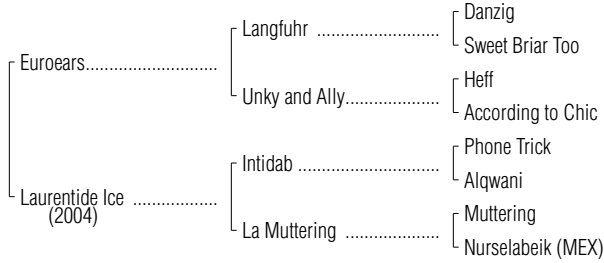 Danzig
Langfuhr ......................
Sweet Briar Too
Euroears.........................
Heff
Unky and Ally..................
According to Chic
Phone Trick
Intidab ..........................
Alqwani
Laurentide Ice ................
(2004)
Muttering
La Muttering ..................
Nurselabeik (MEX)